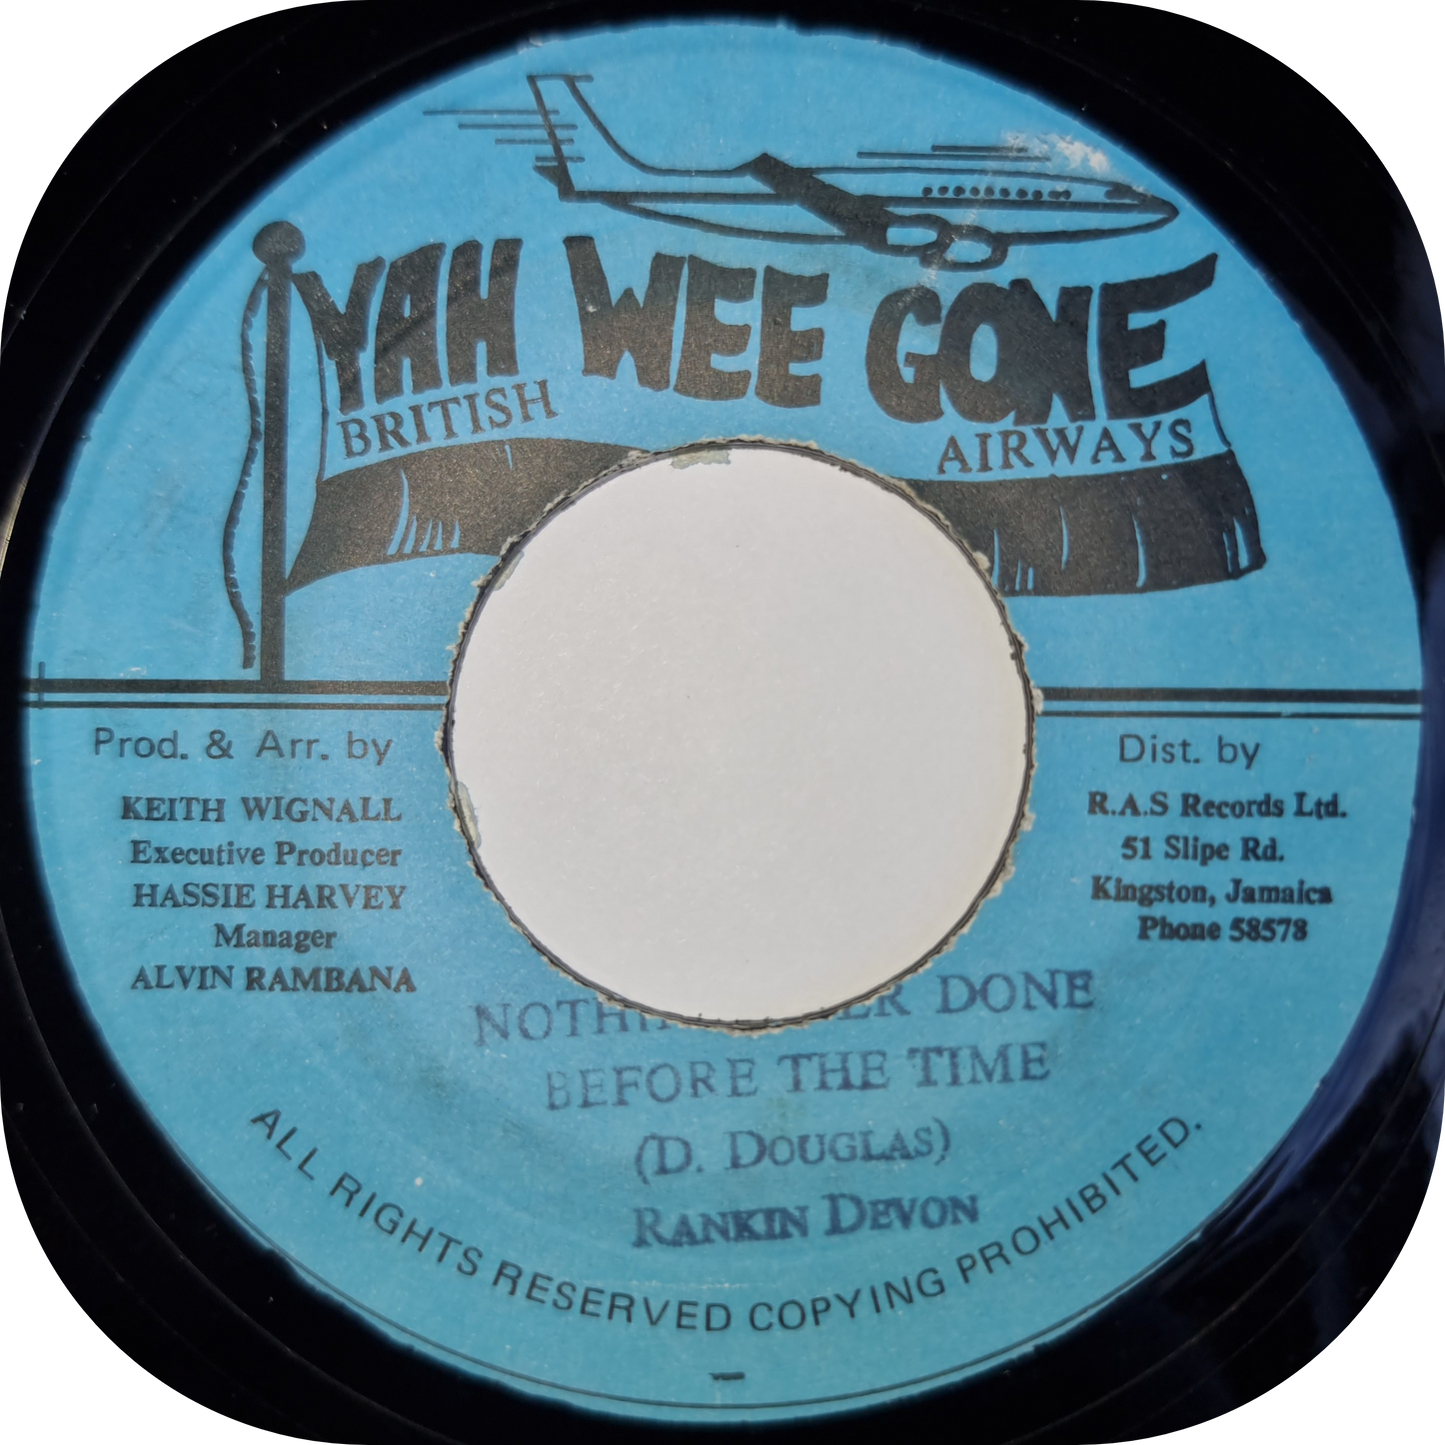 YAH WEE GONE
BRITISH AIRWAYS
Prod. & Arr. by
KEITH WIGNALL
Executive Producer
HASSIE HARVEY
Manager
ALVIN RAMBANA
Dist. by
R.A.S Records Ltd.
51 Slipe Rd.
Kingston, Jamaica
Phone 58578
DONE
BEFORE THE TIME
(D. DOUGLAS)
RANKIN DEVON
ALL RIGHTS RESERVED COPYING PROHIBITED.